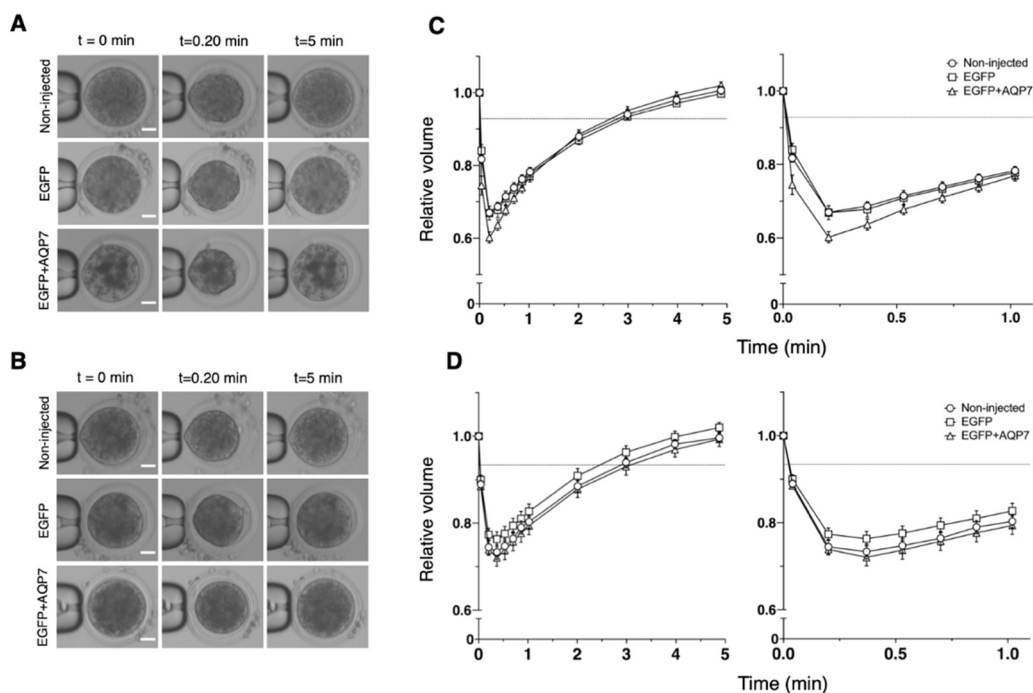 A
t = 0 min t=0.20 min t=5 min
Non-injected
EGFP
EGFP+AQP7
B
t = 0 min t=0.20 min t=5 min
Non-injected
EGFP
EGFP+AQP7
C
Relative volume
1.0
0.8
0.6
0
0 1 2 3 4 5
1.0
0.8
0.6
0
0.0 0.5 1.0
Non-injected
EGFP
EGFP+AQP7
Time (min)
D
Relative volume
1.0
0.8
0.6
0
0 1 2 3 4 5
1.0
0.8
0.6
0
0.0 0.5 1.0
Non-injected
EGFP
EGFP+AQP7
Time (min)